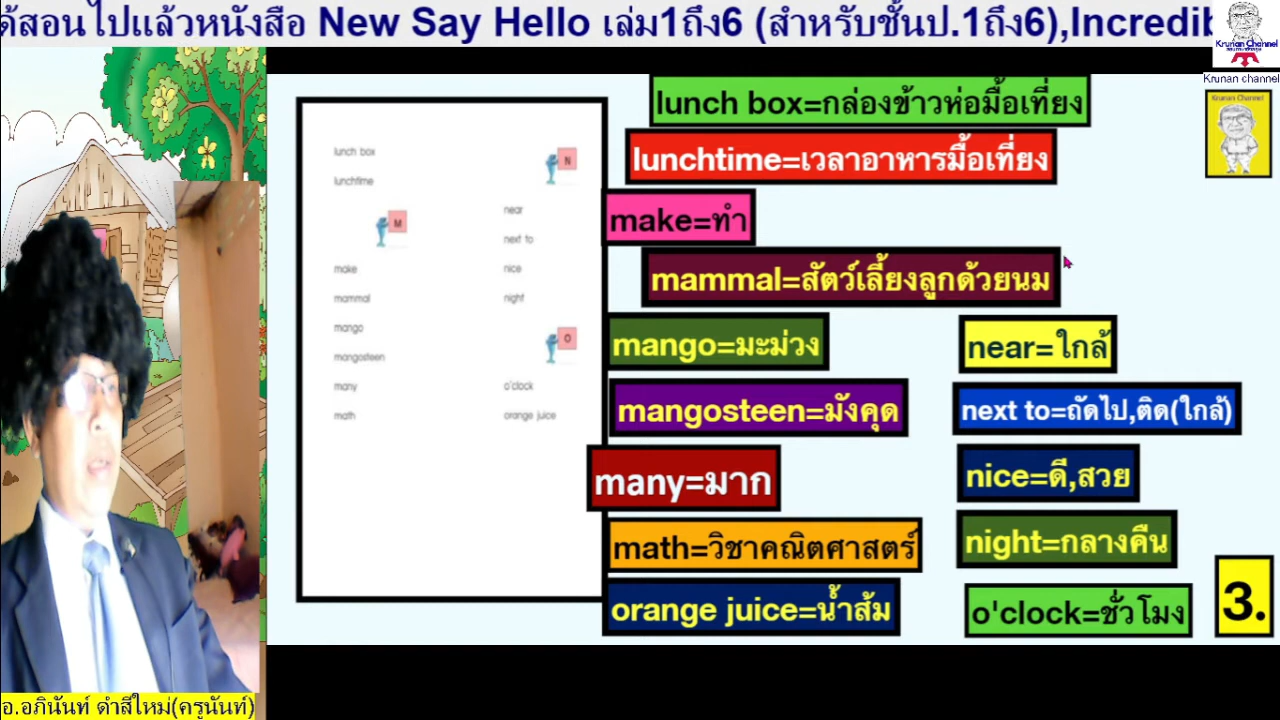 ด้สอนไปแล้วหนังสือ New Say Hello เล่ม1ถึง6 (สำหรับชั้นป.1ถึง6),Incredib
Krunan Channel
Krunan channel
Krunan Channel
lunch box
lunchtime
M
make
mammal
mango
mangosteen
many
math
N
near
next to
nice
night
O
o'clock
orange juice
lunch box=กล่องข้าวห่อมื้อเที่ยง
lunchtime=เวลาอาหารมื้อเที่ยง
make=ทำ
mammal=สัตว์เลี้ยงลูกด้วยนม
mango=มะม่วง
mangosteen=มังคุด
many=มาก
math=วิชาคณิตศาสตร์
orange juice=น้ำส้ม
near=ใกล้
next to=ถัดไป,ติด(ใกล้)
nice=ดี,สวย
night=กลางคืน
o'clock=ชั่วโมง
3.
อ.อภินันท์ ดำสีใหม่(ครูนันท์)